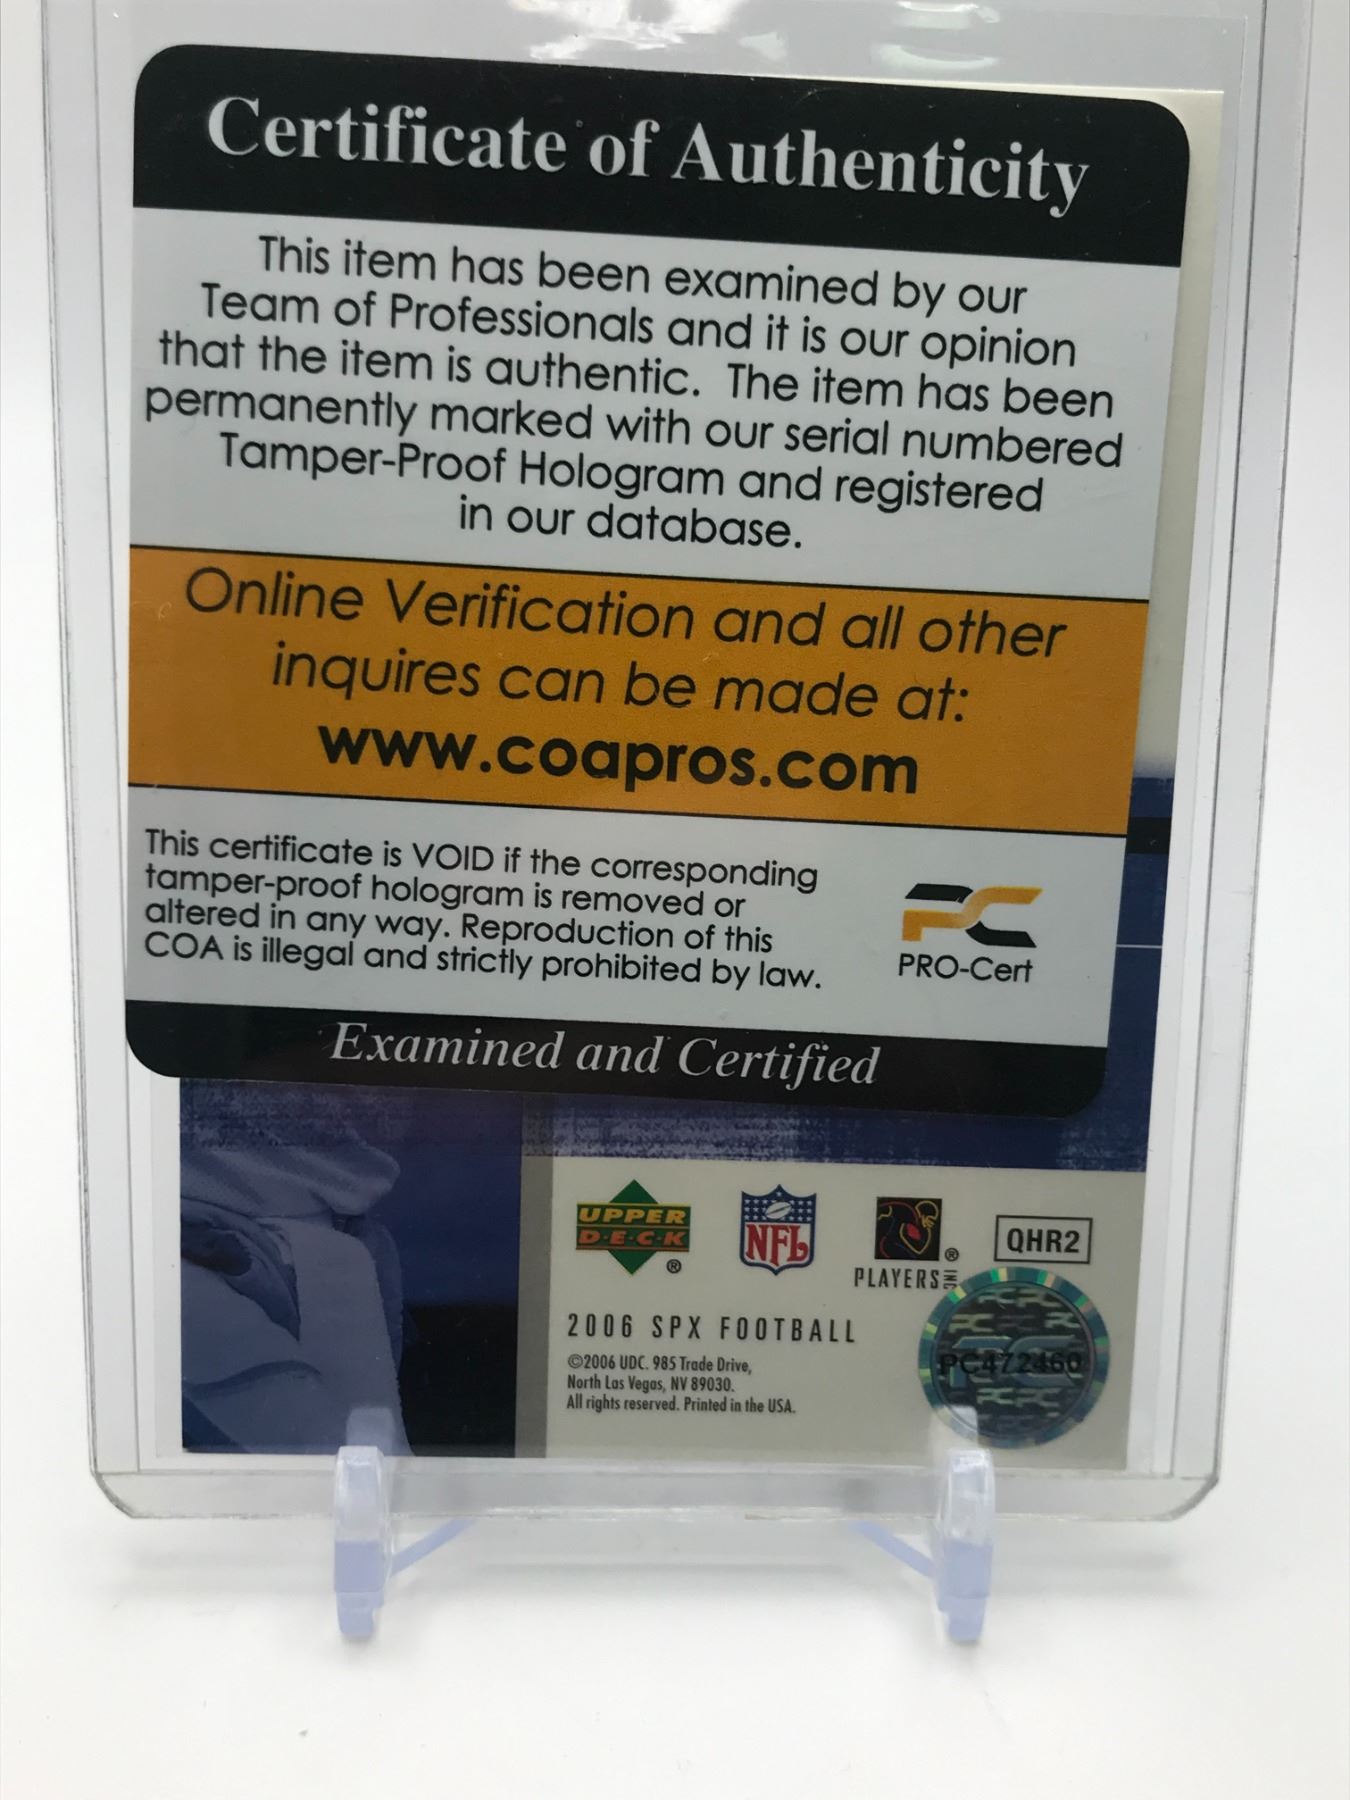 Certificate of Authenticity
This item has been examined by our
Team of Professionals and it is our opinion
that the item is authentic. The item has been
permanently marked with our serial numbered
Tamper-Proof Hologram and registered
in our database.
Online Verification and all other
inquires can be made at:
www.coapros.com
This certificate is VOID if the corresponding
tamper-proof hologram is removed or
altered in any way. Reproduction of this
COA is illegal and strictly prohibited by law.
PC
PRO-Cert
Examined and Certified
UPPER
D·E·C·K
®
NFL
®
PLAYERS INC
QHR2
2006 SPX FOOTBALL
©2006 UDC. 985 Trade Drive,
North Las Vegas, NV 89030.
All rights reserved. Printed in the USA.
PC472460